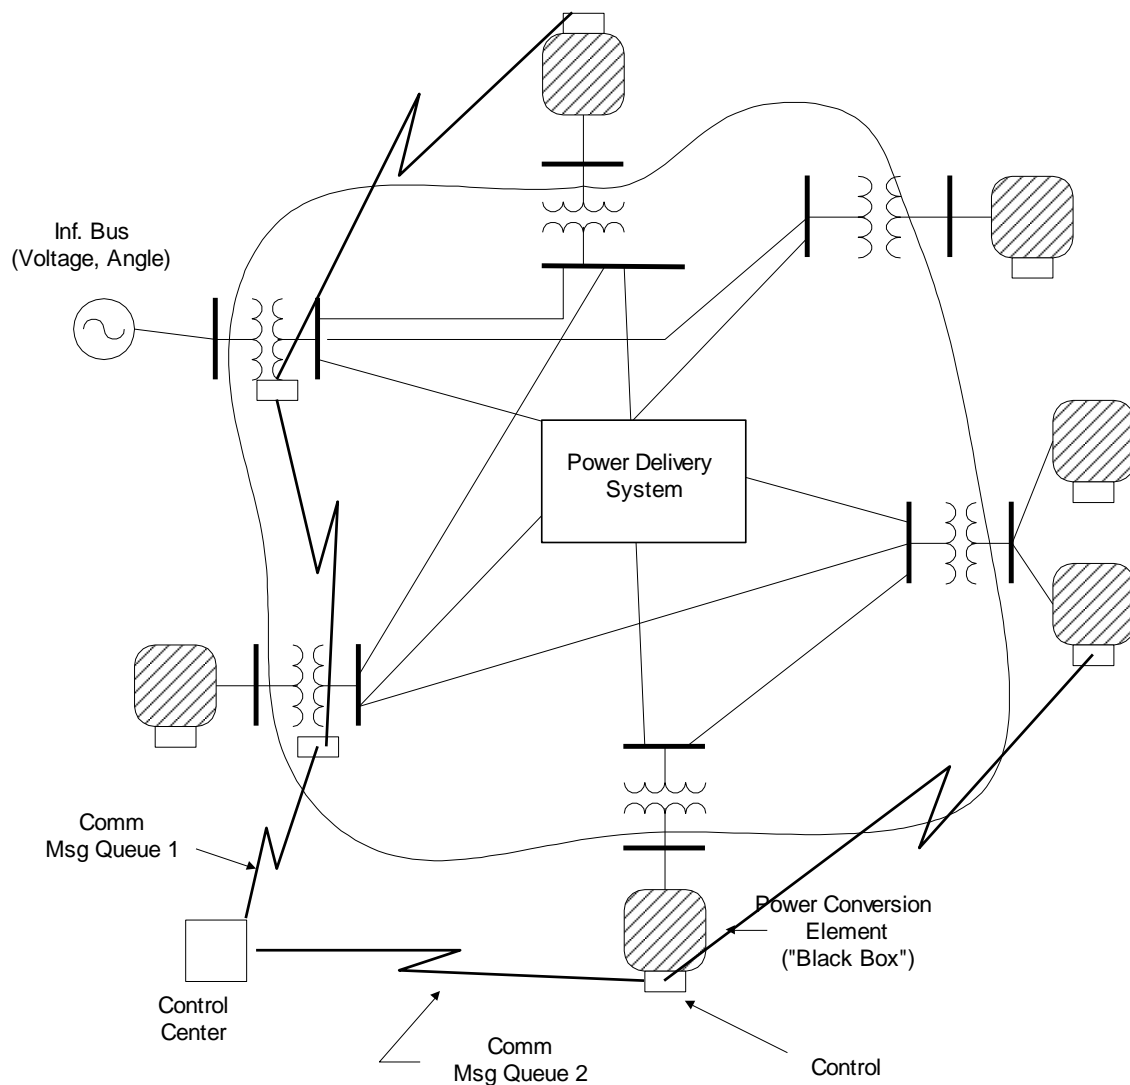 Inf. Bus
(Voltage, Angle)
Power Delivery
System
Comm
Msg Queue 1
Power Conversion
Element
("Black Box")
Control
Center
Comm
Msg Queue 2
Control